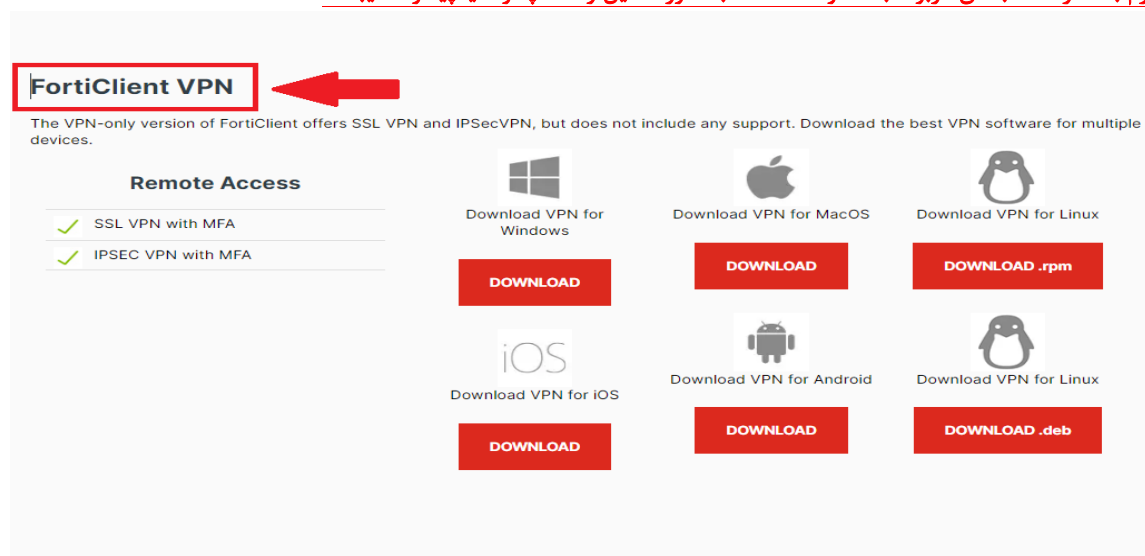 FortiClient VPN
The VPN-only version of FortiClient offers SSL VPN and IPSecVPN, but does not include any support. Download the best VPN software for multiple
devices.
Remote Access
SSL VPN with MFA
IPSEC VPN with MFA
Download VPN for
Windows
DOWNLOAD
Download VPN for MacOS
DOWNLOAD
Download VPN for Linux
DOWNLOAD .rpm
iOS
Download VPN for iOS
DOWNLOAD
Download VPN for Android
DOWNLOAD
Download VPN for Linux
DOWNLOAD .deb